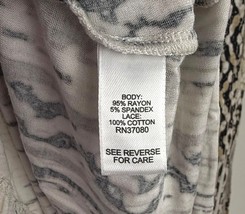 BODY:
95% RAYON
5% SPANDEX
LACE:
100% COTTON
RN37080
SEE REVERSE
FOR CARE